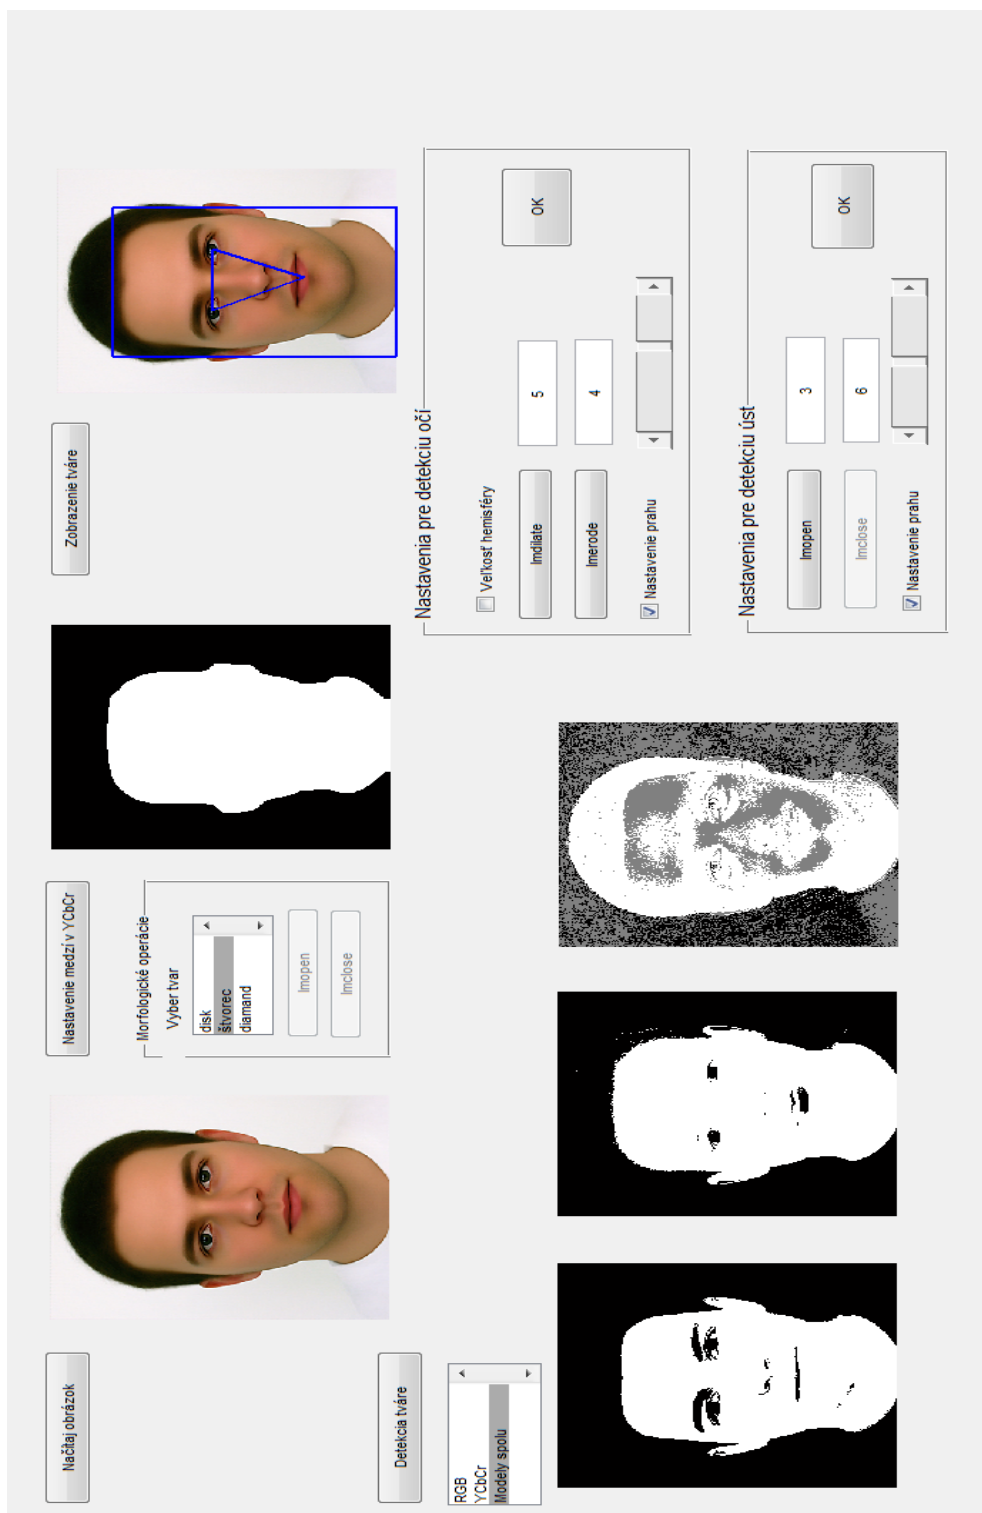 Načítaj obrázok
Nastavenie medzí v YCbCr
Zobrazenie tváre
Morfologické operácie
Vyber tvar
disk
štvorec
diamand
Imopen
Imclose
Detekcia tváre
RGB
YCbCr
Modely spolu
Nastavenia pre detekciu očí
Veľkosť hemisféry
Imdilate
5
OK
Imerode
4
Nastavenie prahu
Nastavenia pre detekciu úst
Imopen
3
OK
Imclose
6
Nastavenie prahu